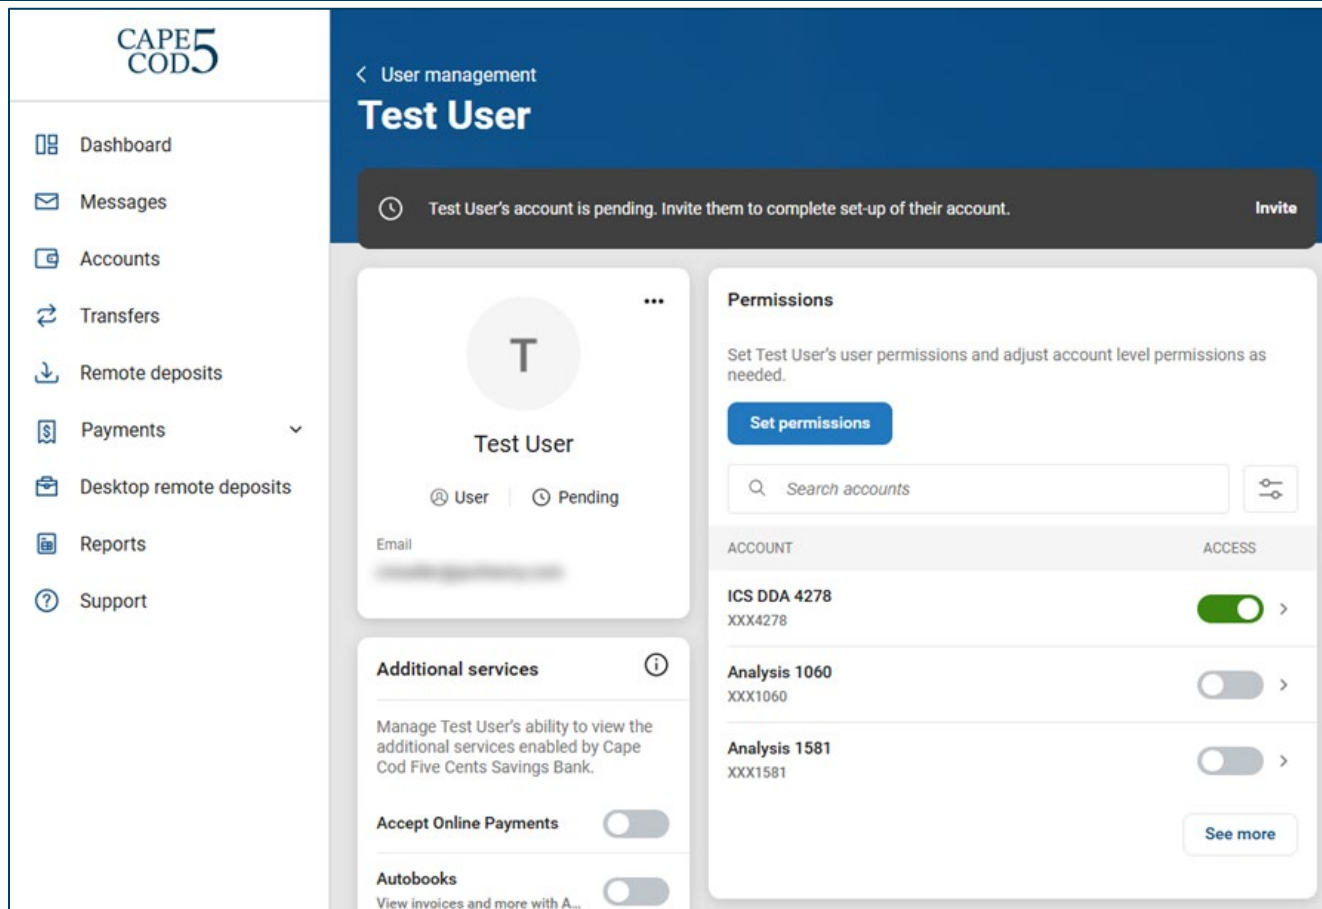 CAPE
COD5
Dashboard
Messages
Accounts
Transfers
Remote deposits
Payments
Desktop remote deposits
Reports
Support
User management
Test User
Test User's account is pending. Invite them to complete set-up of their account.
Invite
T
Test User
User
Pending
Email
Additional services
Manage Test User's ability to view the
additional services enabled by Cape
Cod Five Cents Savings Bank.
Accept Online Payments
Autobooks
View invoices and more with A...
Permissions
Set Test User's user permissions and adjust account level permissions as
needed.
Set permissions
Search accounts
ACCOUNT
ACCESS
ICS DDA 4278
XXX4278
Analysis 1060
XXX1060
Analysis 1581
XXX1581
See more